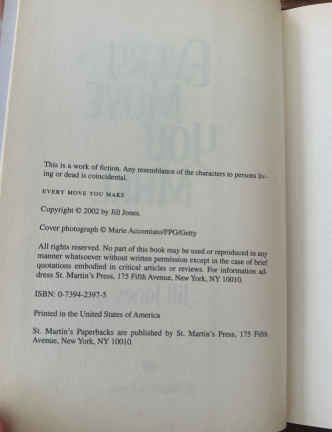 This is a work of fiction. Any resemblance of the characters to persons liv-
ing or dead is coincidental.
EVERY MOVE YOU MAKE
Copyright © 2002 by Jill Jones.
Cover photograph © Marie Accomiato/FPG/Getty
All rights reserved. No part of this book may be used or reproduced in any
manner whatsoever without written permission except in the case of brief
quotations embodied in critical articles or reviews. For information ad-
dress St. Martin's Press, 175 Fifth Avenue, New York, NY 10010.
ISBN: 0-7394-2397-5
Printed in the United States of America
St. Martin's Paperbacks are published by St. Martin's Press, 175 Fifth
Avenue, New York, NY 10010.